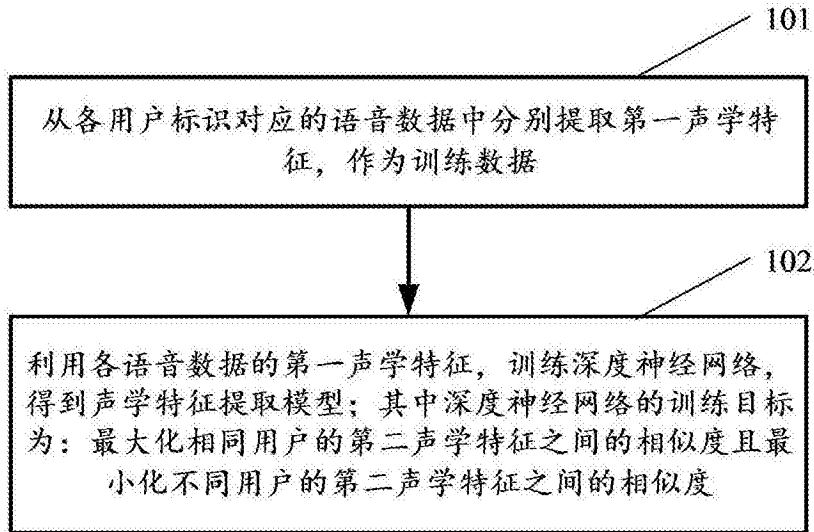 101
从各用户标识对应的语音数据中分别提取第一声学特
征，作为训练数据
102
利用各语音数据的第一声学特征，训练深度神经网络，
得到声学特征提取模型；其中深度神经网络的训练目标
为：最大化相同用户的第二声学特征之间的相似度且最
小化不同用户的第二声学特征之间的相似度